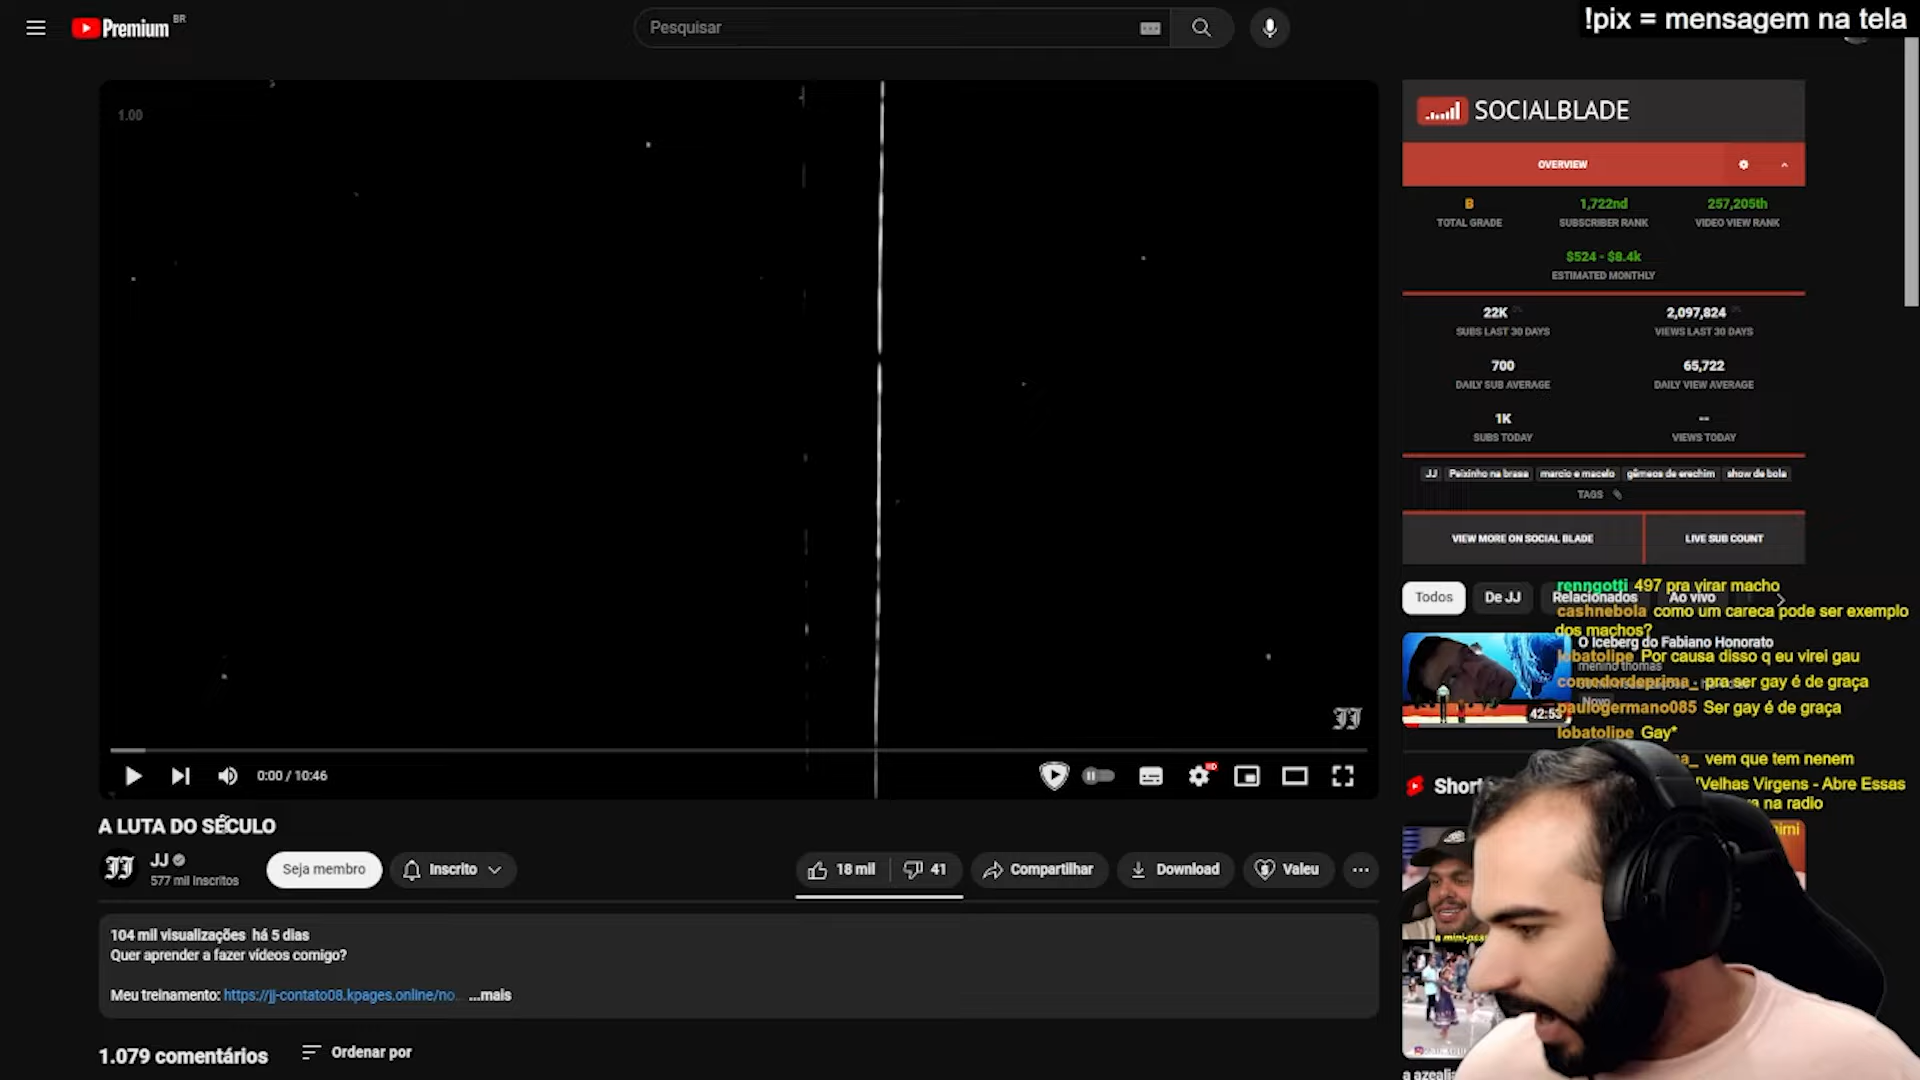 Premium BR
Pesquisar
!pix = mensagem na tela
1.00
JJ
0:00 / 10:46
HD
A LUTA DO SÉCULO
JJ
JJ
577 mil inscritos
Seja membro
Inscrito
18 mil
41
Compartilhar
Download
Valeu
104 mil visualizações há 5 dias
Quer aprender a fazer vídeos comigo?
Meu treinamento: https://jj-contato08.kpages.online/no... ...mais
1.079 comentários
Ordenar por
SOCIALBLADE
OVERVIEW
B
1,722nd
257,205th
TOTAL GRADE
SUBSCRIBER RANK
VIDEO VIEW RANK
$524 - $8.4k
ESTIMATED MONTHLY
22K
2,097,824
SUBS LAST 30 DAYS
VIEWS LAST 30 DAYS
700
65,722
DAILY SUB AVERAGE
DAILY VIEW AVERAGE
1K
--
SUBS TODAY
VIEWS TODAY
JJ
Peixinho na brasa
marcio e macelo
gêmeos de erechim
show de bola
TAGS
VIEW MORE ON SOCIAL BLADE
LIVE SUB COUNT
Todos
De JJ
Relacionados
Ao vivo
renngotti 497 pra virar macho
cashnebola como um careca pode ser exemplo
dos machos?
O Iceberg do Fabiano Honorato
menino thomas
Novo
42:53
lobatolipe Por causa disso q eu virei gau
comedordeprima_ pra ser gay é de graça
paulogermano085 Ser gay é de graça
lobatolipe Gay*
vem que tem nenem
Velhas Virgens - Abre Essas
na radio
Short
a azealia